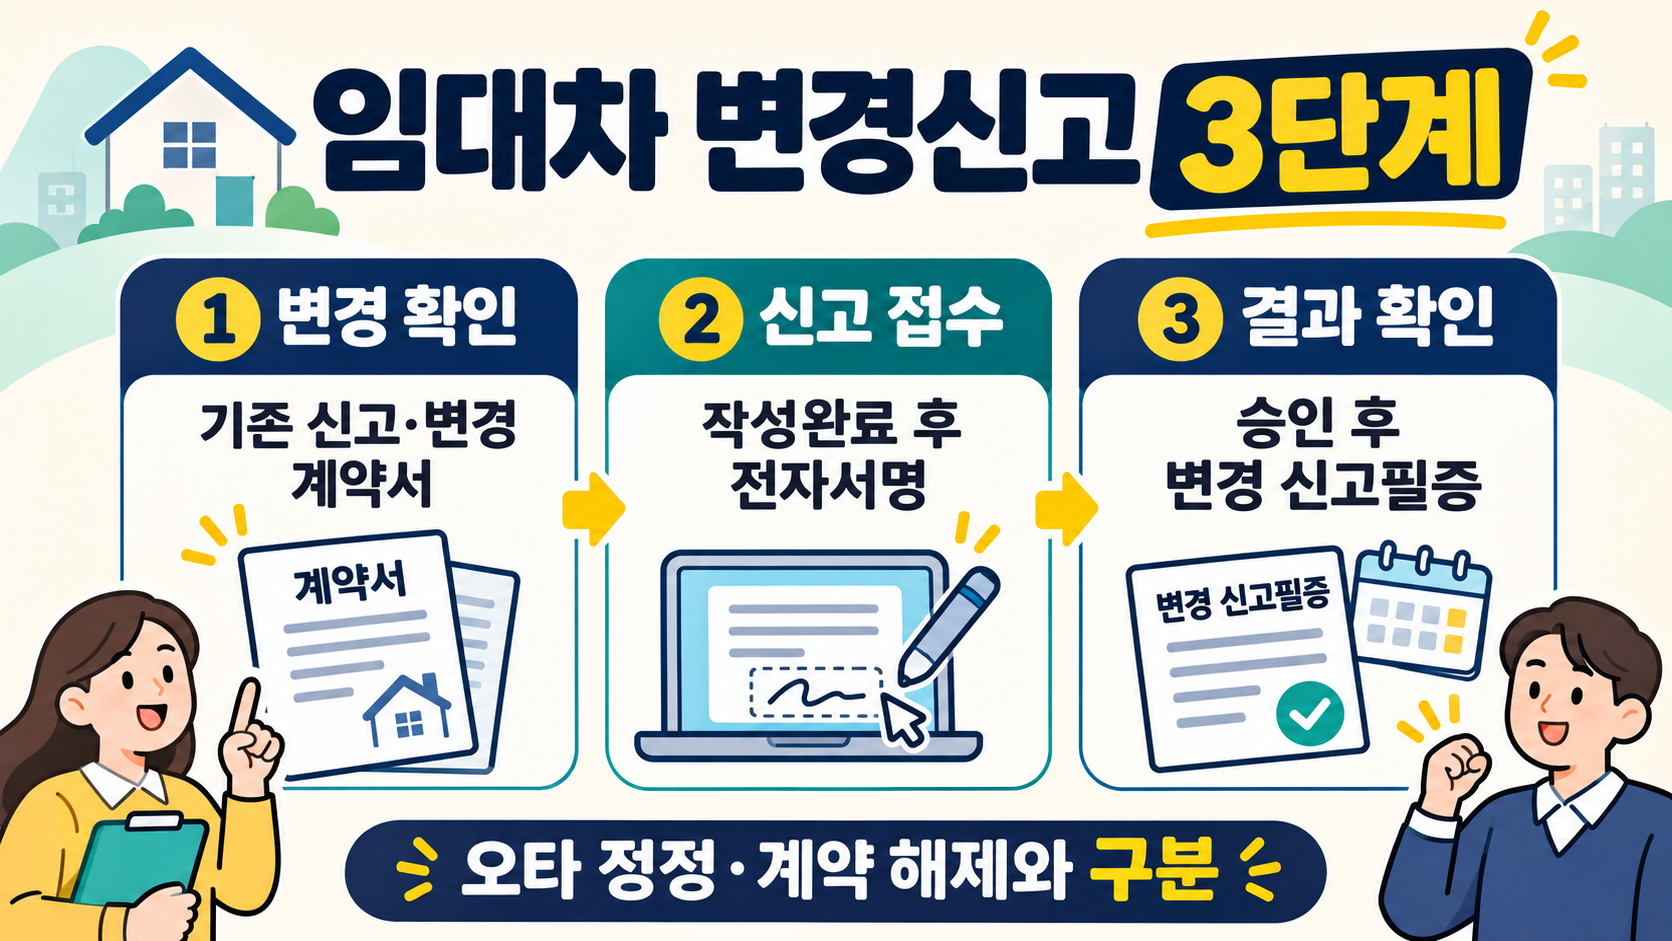 임대차 변경신고 3단계
1 변경 확인
기존 신고·변경
계약서
계약서
2 신고 접수
작성완료 후
전자서명
3 결과 확인
승인 후
변경 신고필증
변경 신고필증
오타 정정·계약 해제와 구분